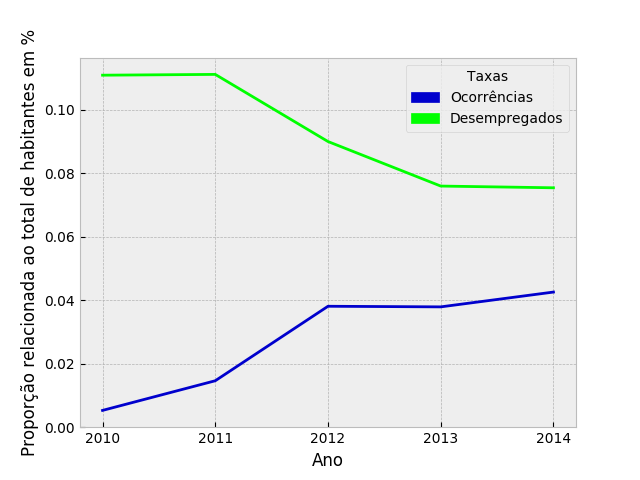 Proporção relacionada ao total de habitantes em %
0.10
0.08
0.06
0.04
0.02
0.00
Taxas
Ocorrências
Desempregados
2010 2011 2012 2013 2014
Ano